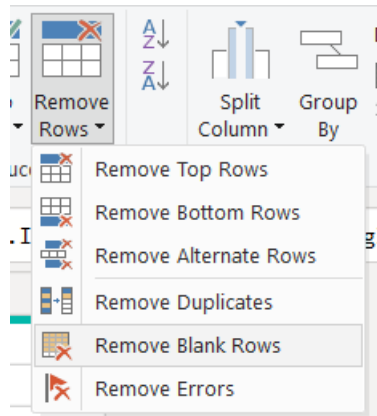 A
Z
Z
A
Remove
Rows
Split
Column
Group
By
Remove Top Rows
Remove Bottom Rows
Remove Alternate Rows
Remove Duplicates
Remove Blank Rows
Remove Errors